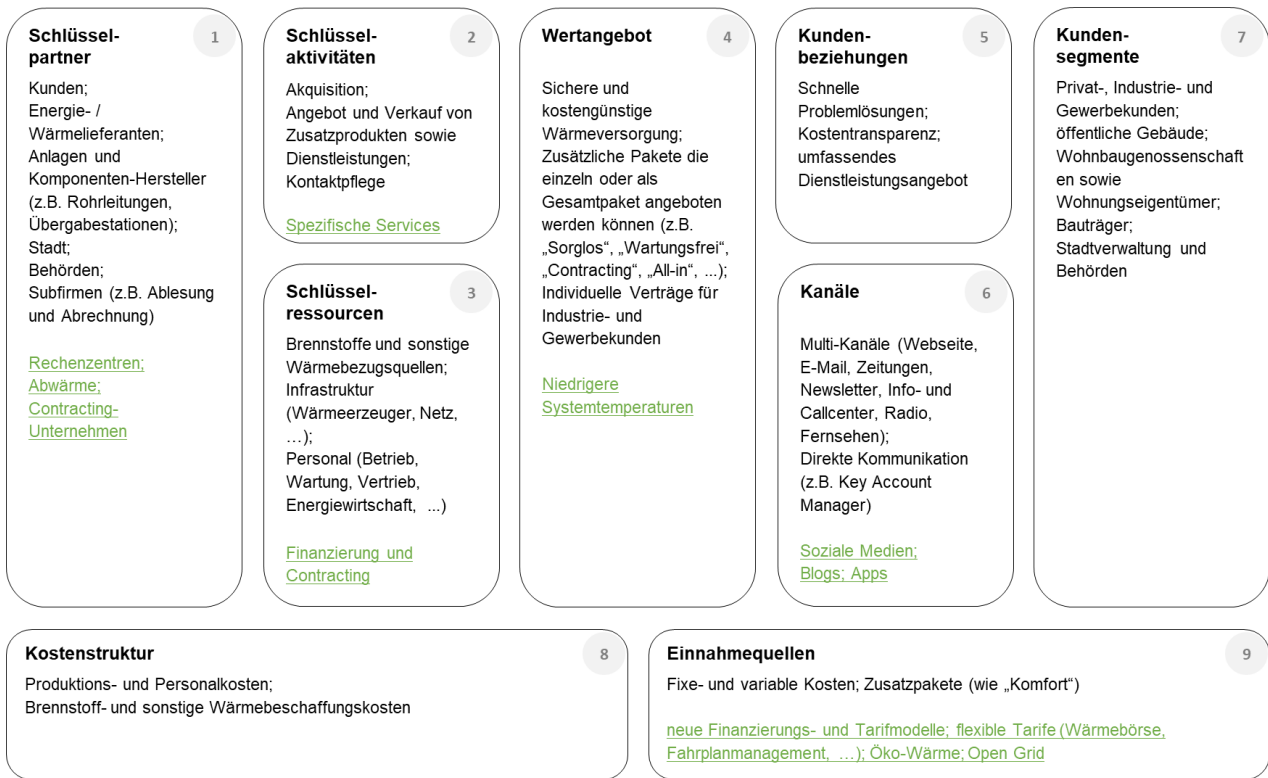 Schlüssel-
partner
1
Kunden;
Energie- /
Wärmelieferanten;
Anlagen und
Komponenten-Hersteller
(z.B. Rohrleitungen,
Übergabestationen);
Stadt;
Behörden;
Subfirmen (z.B. Ablesung
und Abrechnung)
Rechenzentren;
Abwärme;
Contracting-
Unternehmen
Schlüssel-
aktivitäten
2
Akquisition;
Angebot und Verkauf von
Zusatzprodukten sowie
Dienstleistungen;
Kontaktpflege
Spezifische Services
Schlüssel-
ressourcen
3
Brennstoffe und sonstige
Wärmebezugsquellen;
Infrastruktur
(Wärmeerzeuger, Netz,
…);
Personal (Betrieb,
Wartung, Vertrieb,
Energiewirtschaft, ...)
Finanzierung und
Contracting
Wertangebot
4
Sichere und
kostengünstige
Wärmeversorgung;
Zusätzliche Pakete die
einzeln oder als
Gesamtpaket angeboten
werden können (z.B.
„Sorglos“, „Wartungsfrei“,
„Contracting“, „All-in“, ...);
Individuelle Verträge für
Industrie- und
Gewerbekunden
Niedrigere
Systemtemperaturen
Kunden-
beziehungen
5
Schnelle
Problemlösungen;
Kostentransparenz;
umfassendes
Dienstleistungsangebot
Kanäle
6
Multi-Kanäle (Webseite,
E-Mail, Zeitungen,
Newsletter, Info- und
Callcenter, Radio,
Fernsehen);
Direkte Kommunikation
(z.B. Key Account
Manager)
Soziale Medien;
Blogs; Apps
Kunden-
segmente
7
Privat-, Industrie- und
Gewerbekunden;
öffentliche Gebäude;
Wohnbaugenossenschaft
en sowie
Wohnungseigentümer;
Bauträger;
Stadtverwaltung und
Behörden
Kostenstruktur
8
Produktions- und Personalkosten;
Brennstoff- und sonstige Wärmebeschaffungskosten
Einnahmequellen
9
Fixe- und variable Kosten; Zusatzpakete (wie „Komfort“)
neue Finanzierungs- und Tarifmodelle; flexible Tarife (Wärmebörse,
Fahrplanmanagement, …); Öko-Wärme; Open Grid